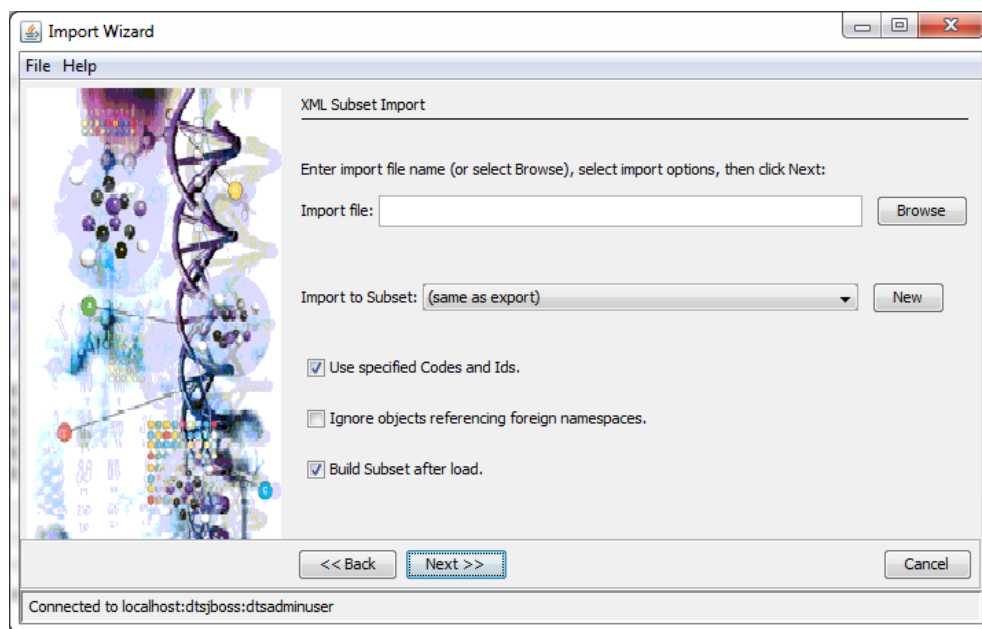 Import Wizard
File Help
XML Subset Import
Enter import file name (or select Browse), select import options, then click Next:
Import file: Browse
Import to Subset: (same as export) New
Use specified Codes and Ids.
Ignore objects referencing foreign namespaces.
Build Subset after load.
<< Back Next >> Cancel
Connected to localhost:dtsjboss:dtsadminuser